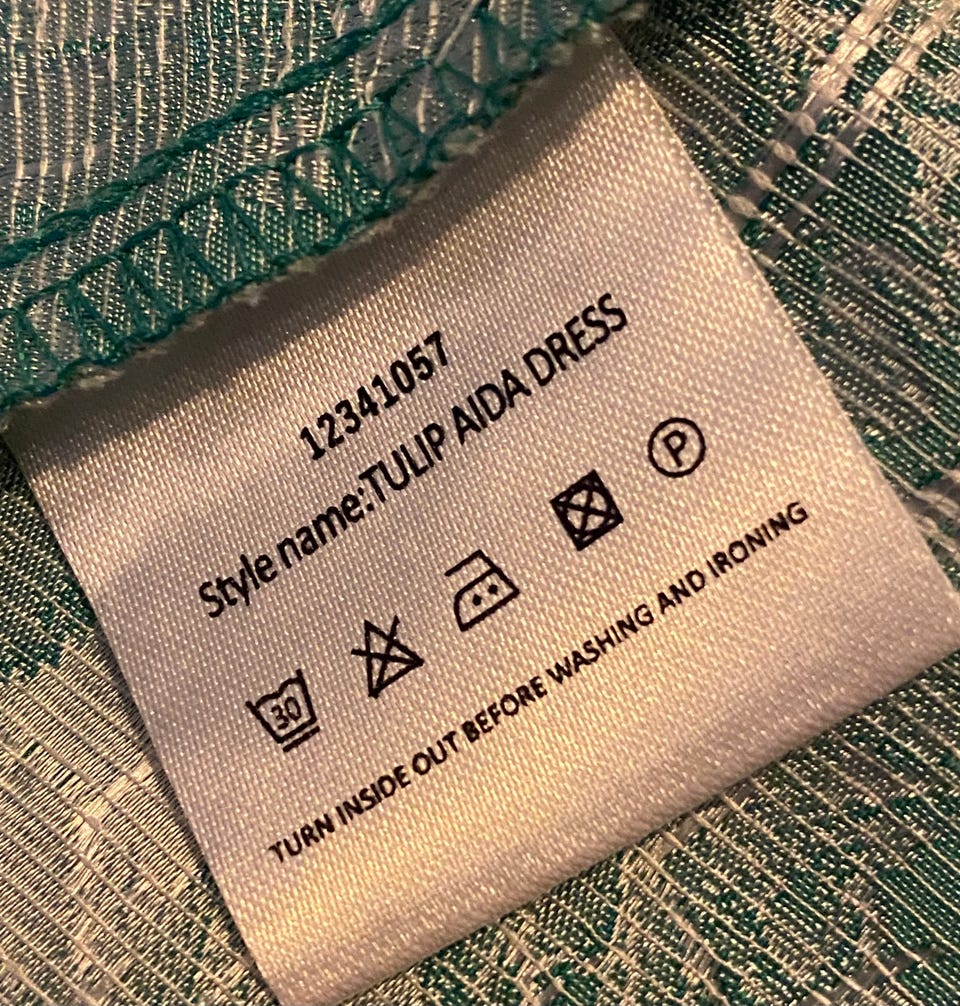 12341057
Style name:TULIP AIDA DRESS
30
P
TURN INSIDE OUT BEFORE WASHING AND IRONING